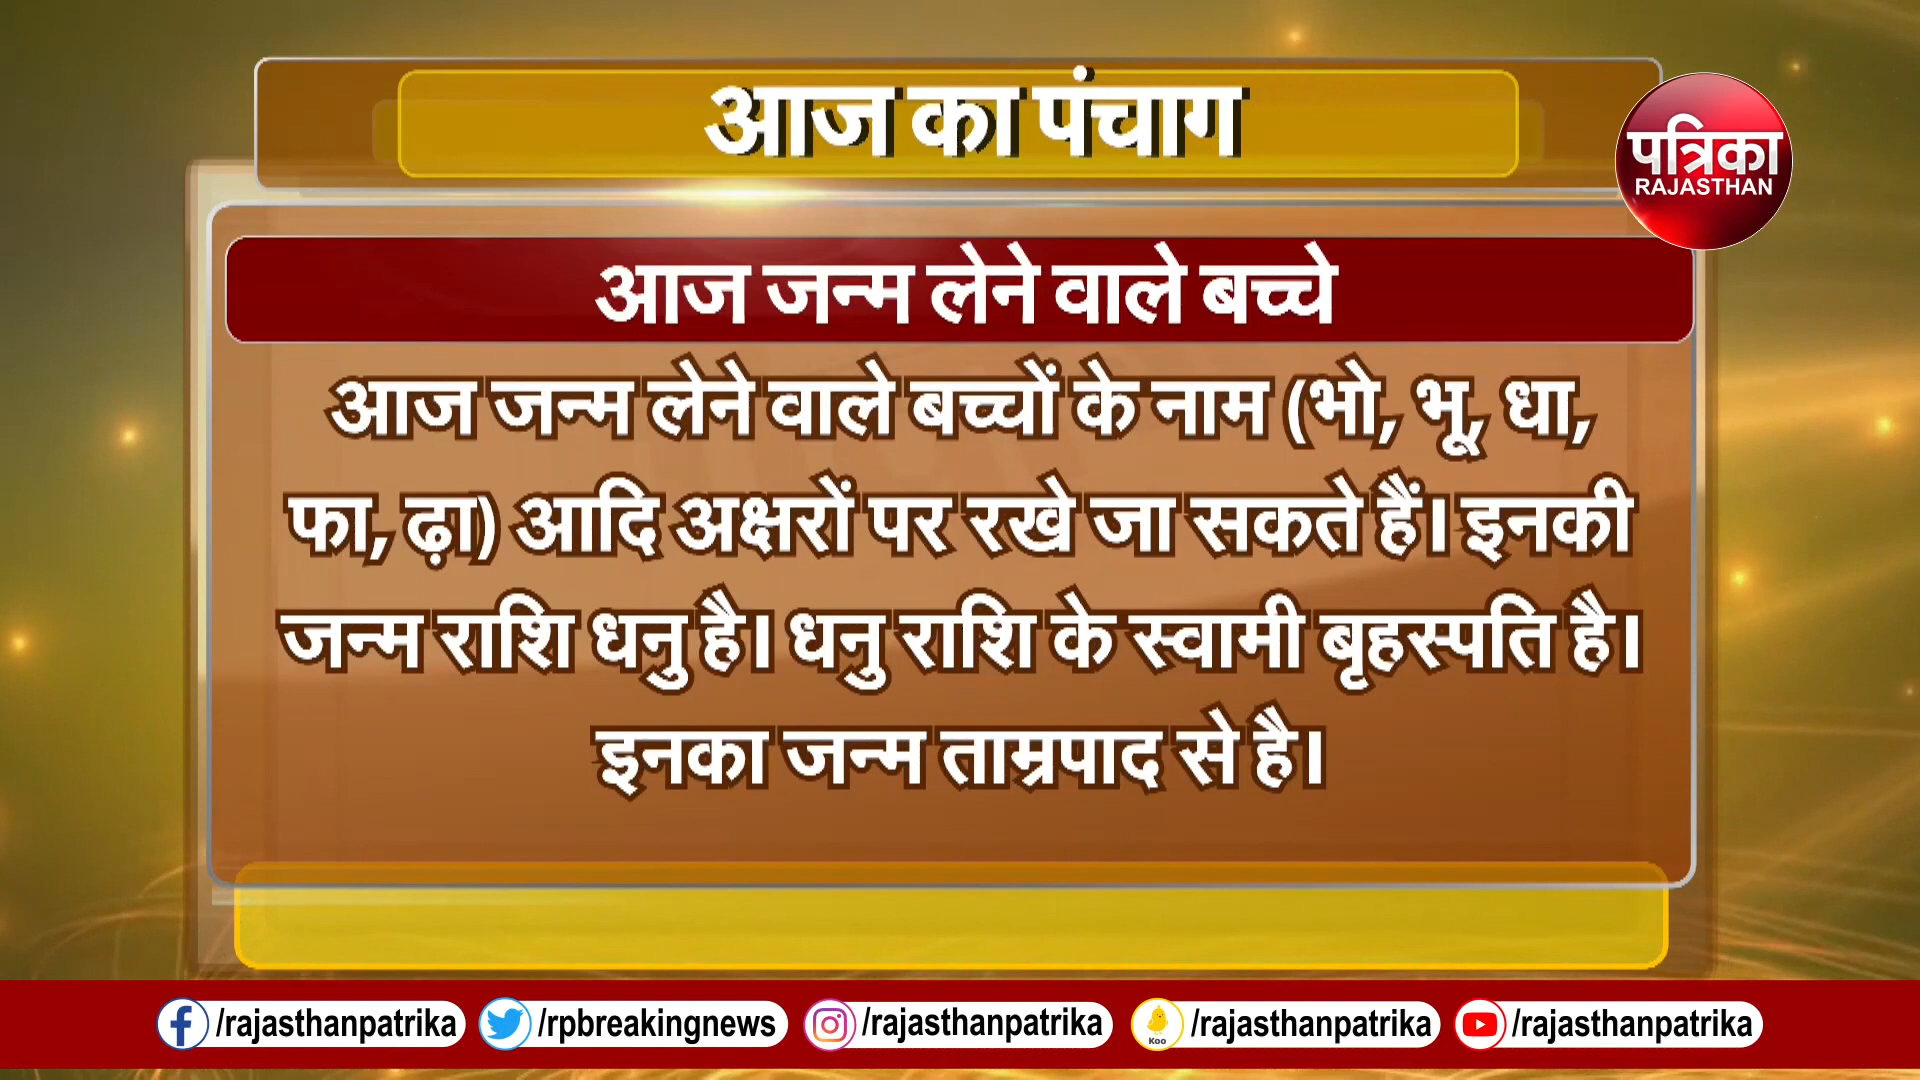 आज का पंचाग
पत्रिका
RAJASTHAN
आज जन्म लेने वाले बच्चे
आज जन्म लेने वाले बच्चों के नाम (भो, भू, धा,
फा, ढ़ा) आदि अक्षरों पर रखे जा सकते हैं। इनकी
जन्म राशि धनु है। धनु राशि के स्वामी बृहस्पति है।
इनका जन्म ताम्रपाद से है।
/rajasthanpatrika /rpbreakingnews /rajasthanpatrika Koo /rajasthanpatrika /rajasthanpatrika